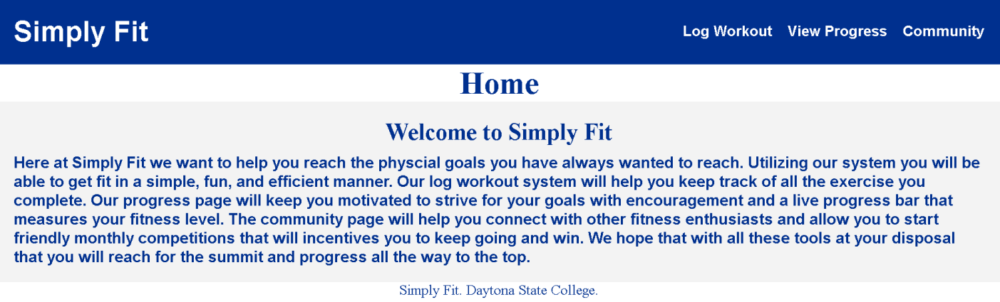 Simply Fit
Log Workout View Progress Community
Home
Welcome to Simply Fit
Here at Simply Fit we want to help you reach the physcial goals you have always wanted to reach. Utilizing our system you will be
able to get fit in a simple, fun, and efficient manner. Our log workout system will help you keep track of all the exercise you
complete. Our progress page will keep you motivated to strive for your goals with encouragement and a live progress bar that
measures your fitness level. The community page will help you connect with other fitness enthusiasts and allow you to start
friendly monthly competitions that will incentives you to keep going and win. We hope that with all these tools at your disposal
that you will reach for the summit and progress all the way to the top.
Simply Fit. Daytona State College.